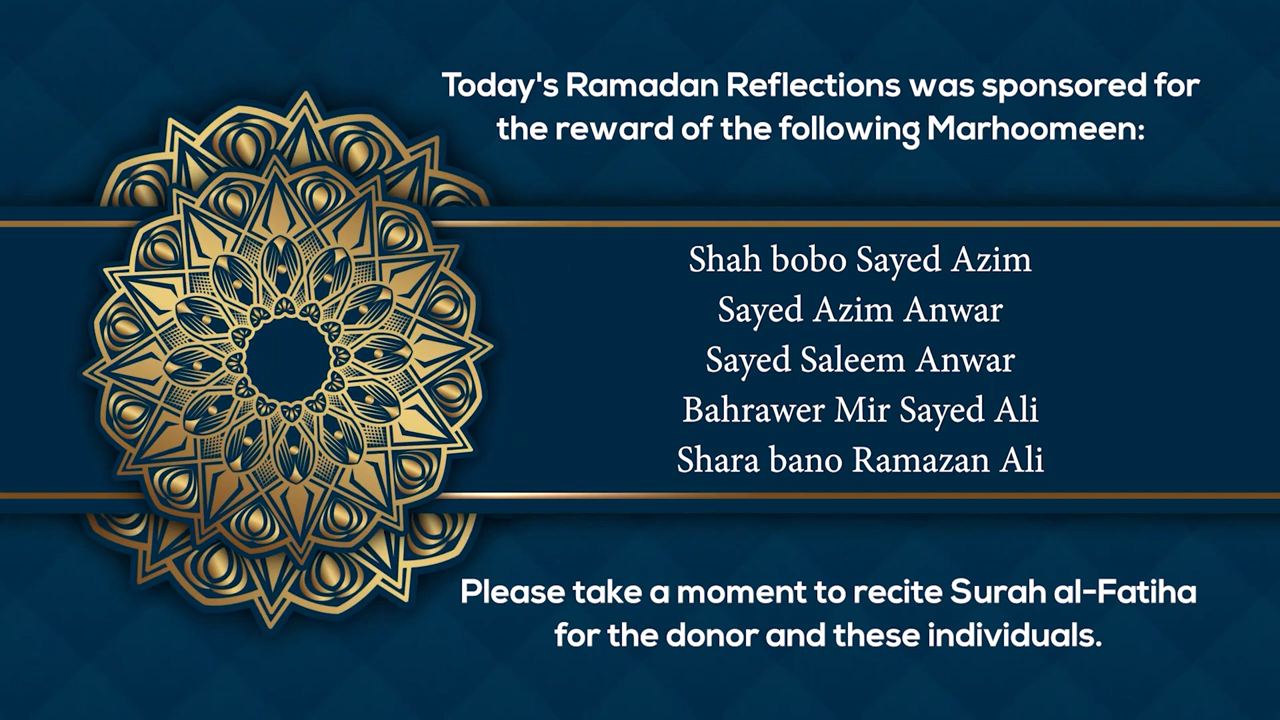 Today's Ramadan Reflections was sponsored for
the reward of the following Marhoomeen:
Shah bobo Sayed Azim
Sayed Azim Anwar
Sayed Saleem Anwar
Bahrawer Mir Sayed Ali
Shara bano Ramazan Ali
Please take a moment to recite Surah al-Fatiha
for the donor and these individuals.